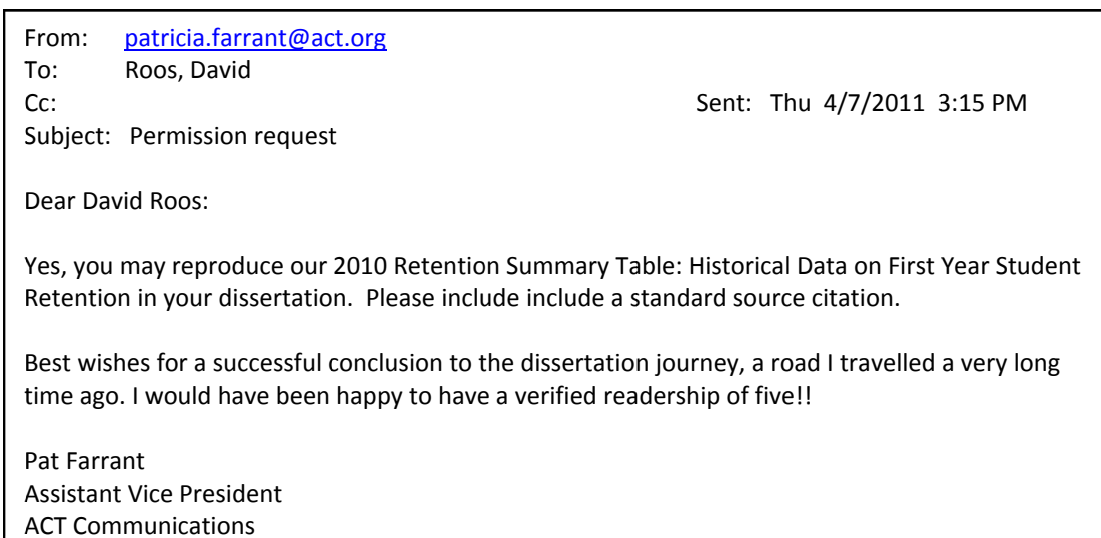 From: patricia.farrant@act.org
To: Roos, David
Cc: Sent: Thu 4/7/2011 3:15 PM
Subject: Permission request
Dear David Roos:
Yes, you may reproduce our 2010 Retention Summary Table: Historical Data on First Year Student
Retention in your dissertation. Please include include a standard source citation.
Best wishes for a successful conclusion to the dissertation journey, a road I travelled a very long
time ago. I would have been happy to have a verified readership of five!!
Pat Farrant
Assistant Vice President
ACT Communications